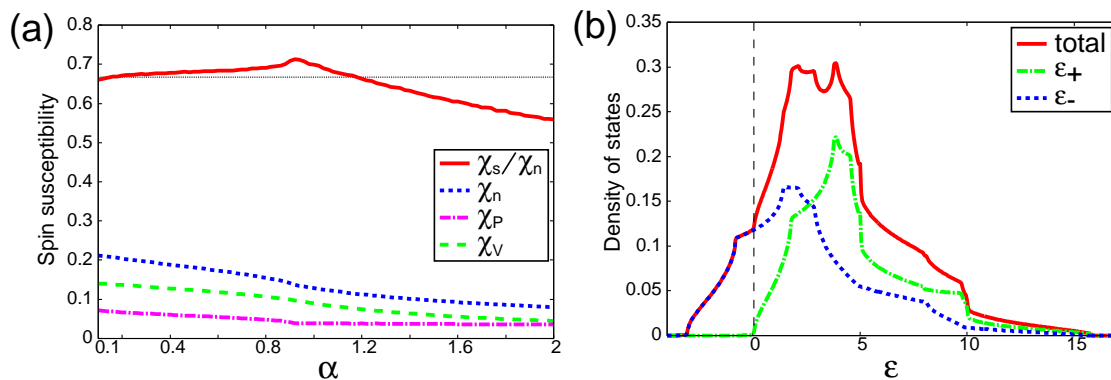 (a)
0.8
0.7
0.6
0.5
0.4
0.3
0.2
0.1
0
Spin susceptibility
0.1 0.4 0.8 1.2 1.6 2
α
χs/χn
χn
χP
χV
(b)
0.35
0.3
0.25
0.2
0.15
0.1
0.05
0
Density of states
0 5 10 15
ε
total
ε+
ε-